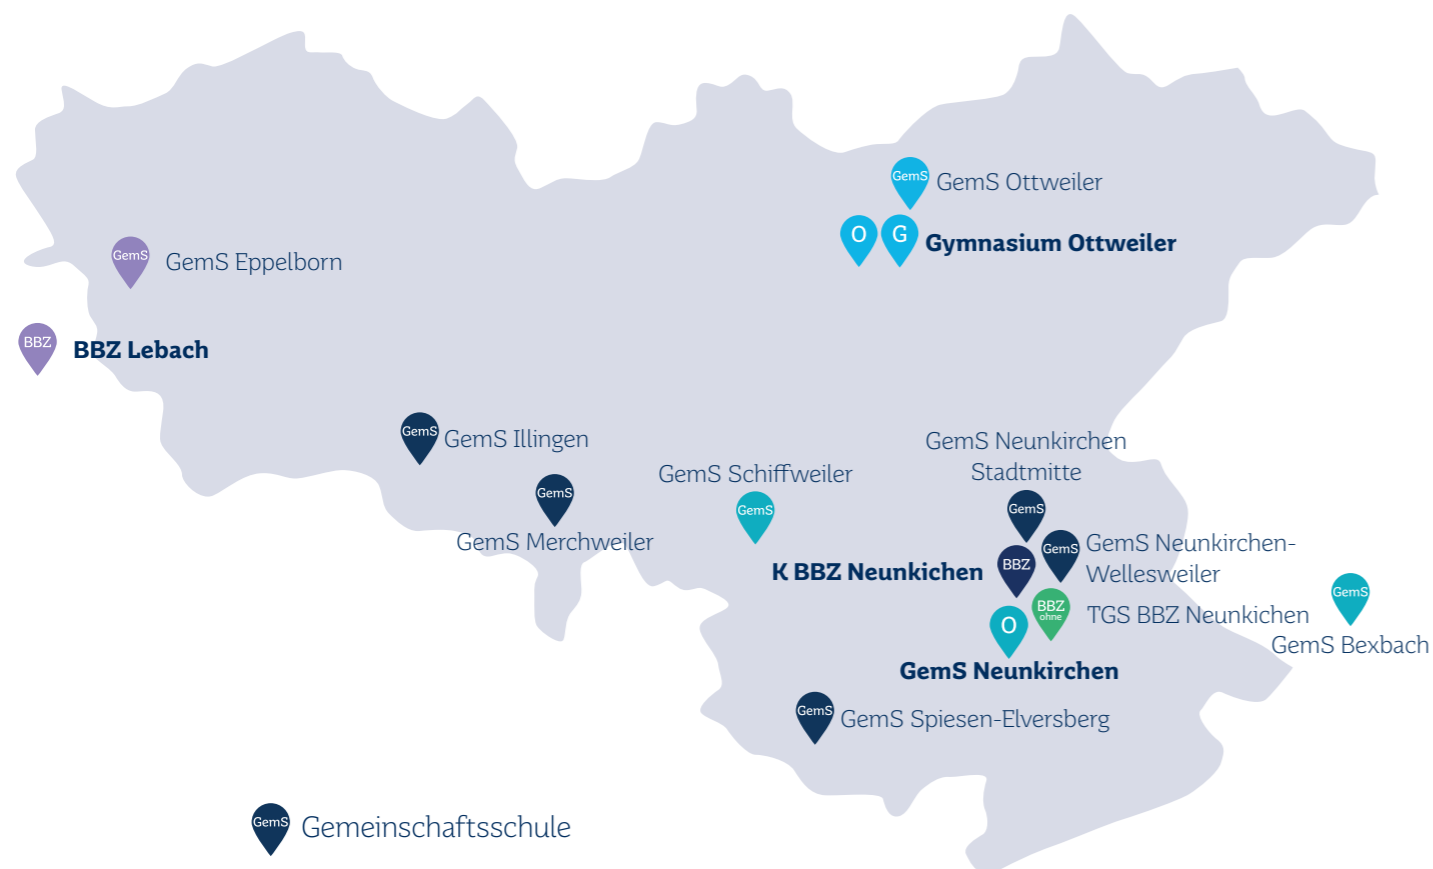 GemS
GemS Ottweiler
O
G
Gymnasium Ottweiler
GemS
GemS Eppelborn
BBZ
BBZ Lebach
GemS
GemS Illingen
GemS
GemS Merchweiler
GemS Schiffweiler
GemS
GemS Neunkirchen
Stadtmitte
GemS
GemS
GemS Neunkirchen-
Wellesweiler
K BBZ Neunkichen
BBZ
BBZ
ohne
TGS BBZ Neunkichen
O
GemS Neunkirchen
GemS
GemS Bexbach
GemS
GemS Spiesen-Elversberg
GemS
Gemeinschaftsschule